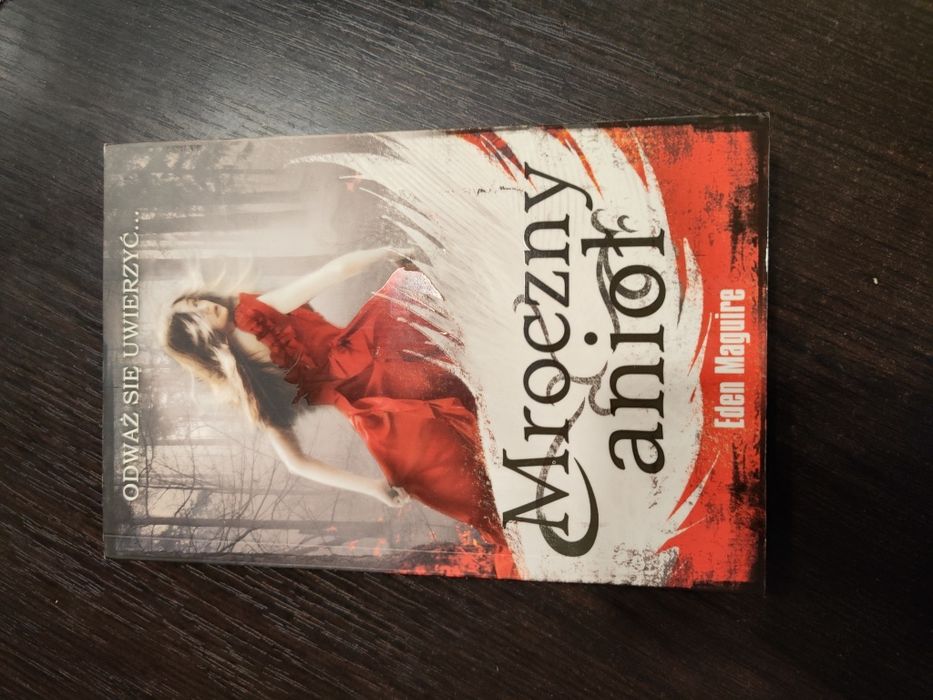 ODWAŻ SIĘ UWIERZYĆ...
Mroczny
anioł
Eden Maguire